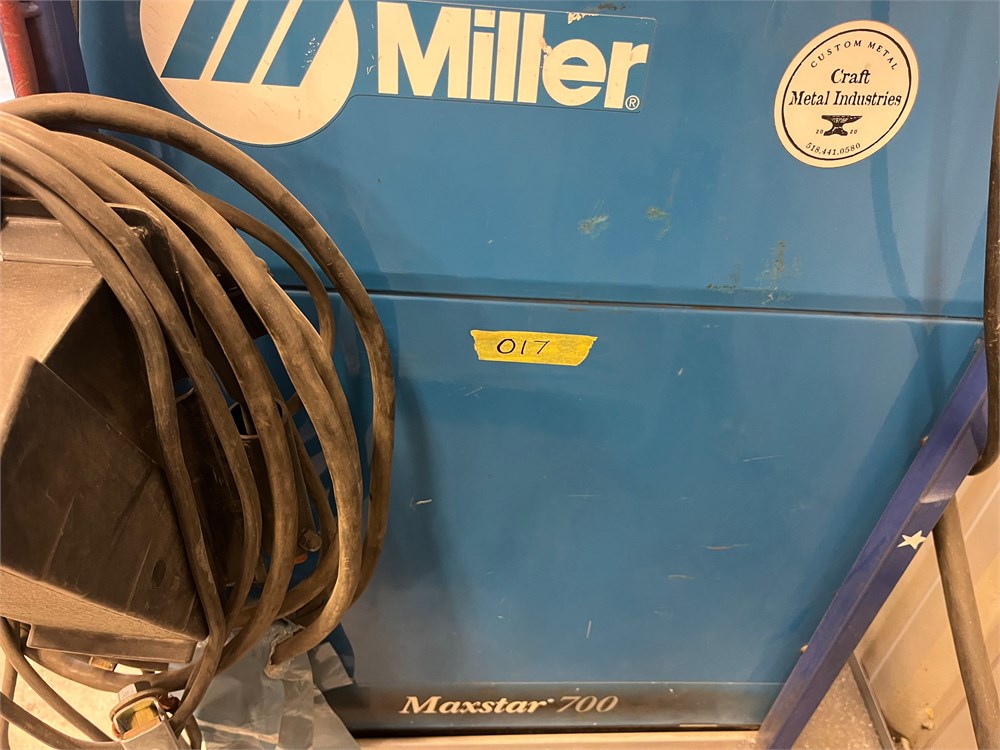 Miller®
CUSTOM METAL
Craft
Metal Industries
20 20
518.441.0580
017
Maxstar® 700